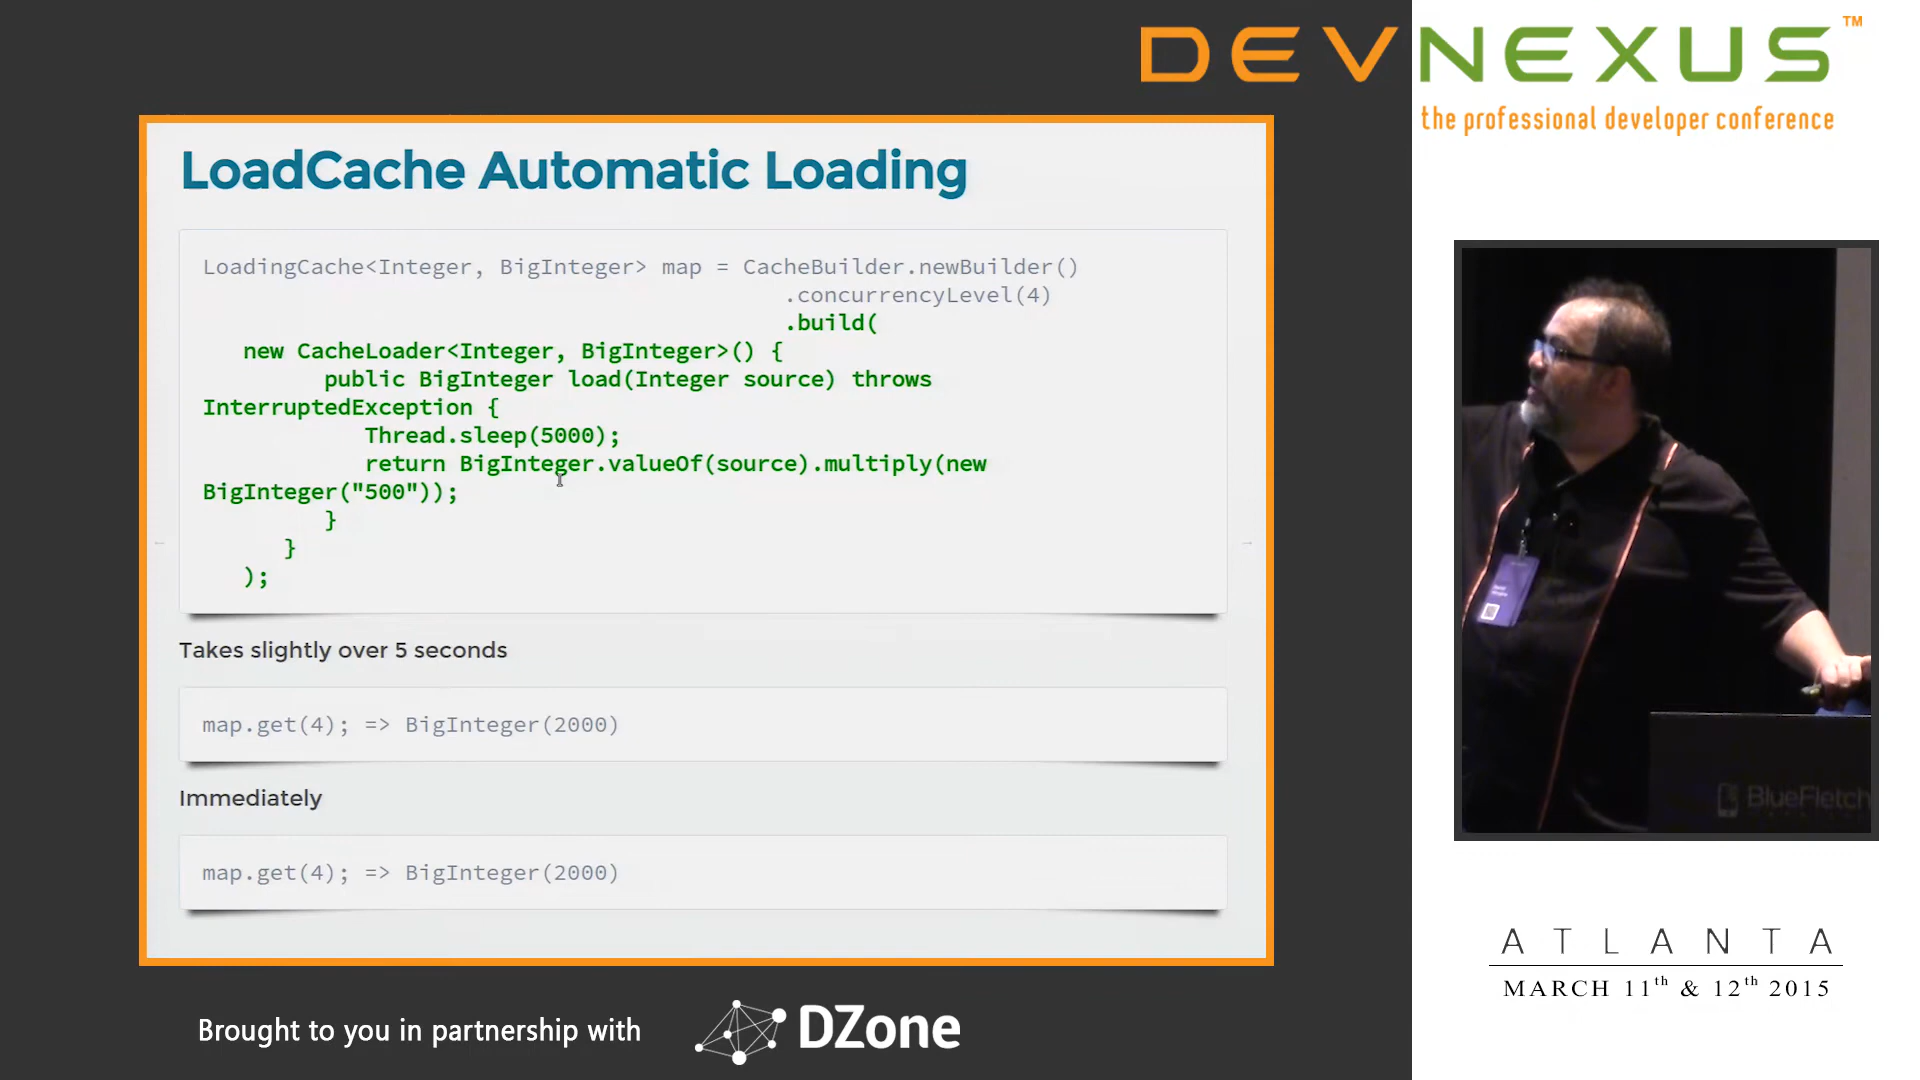 DEVNEXUS™
the professional developer conference
LoadCache Automatic Loading
LoadingCache<Integer, BigInteger> map = CacheBuilder.newBuilder()
.concurrencyLevel(4)
.build(
new CacheLoader<Integer, BigInteger>() {
public BigInteger load(Integer source) throws
InterruptedException {
Thread.sleep(5000);
return BigInteger.valueOf(source).multiply(new
BigInteger("500"));
}
}
);
Takes slightly over 5 seconds
map.get(4); => BigInteger(2000)
Immediately
map.get(4); => BigInteger(2000)
BlueFletch
ATLANTA
MARCH 11th & 12th 2015
Brought to you in partnership with
DZone